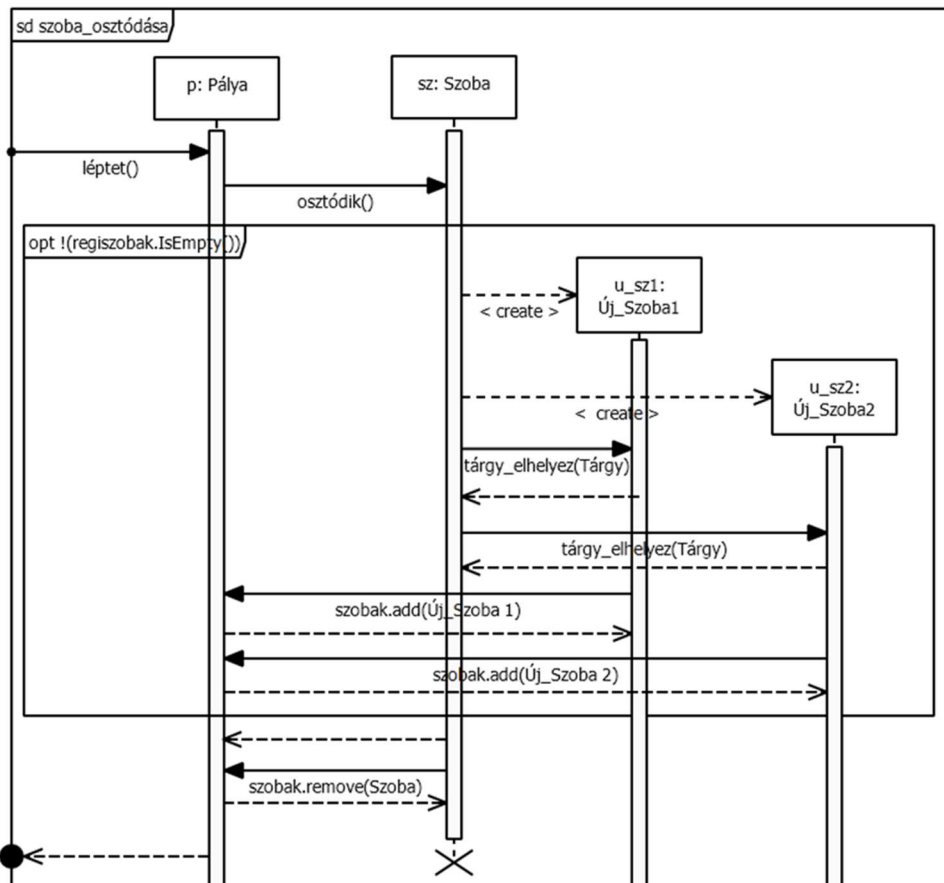 sd szoba_osztódása
p: Pálya
sz: Szoba
léptet()
osztódik()
opt !(regiszobak.IsEmpty())
u_sz1:
Új_Szoba1
< create >
u_sz2:
Új_Szoba2
< create >
tárgy_elhelyez(Tárgy)
tárgy_elhelyez(Tárgy)
szobak.add(Új_Szoba 1)
szobak.add(Új_Szoba 2)
szobak.remove(Szoba)